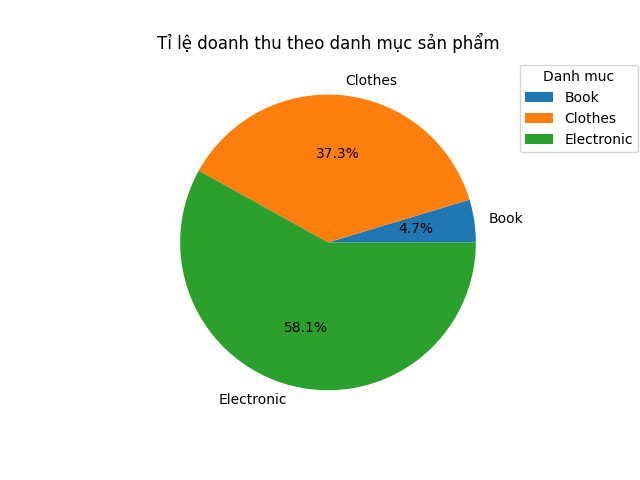 Tỉ lệ doanh thu theo danh mục sản phẩm
Danh muc
Book
Clothes
Electronic
Clothes
37.3%
Book
4.7%
58.1%
Electronic